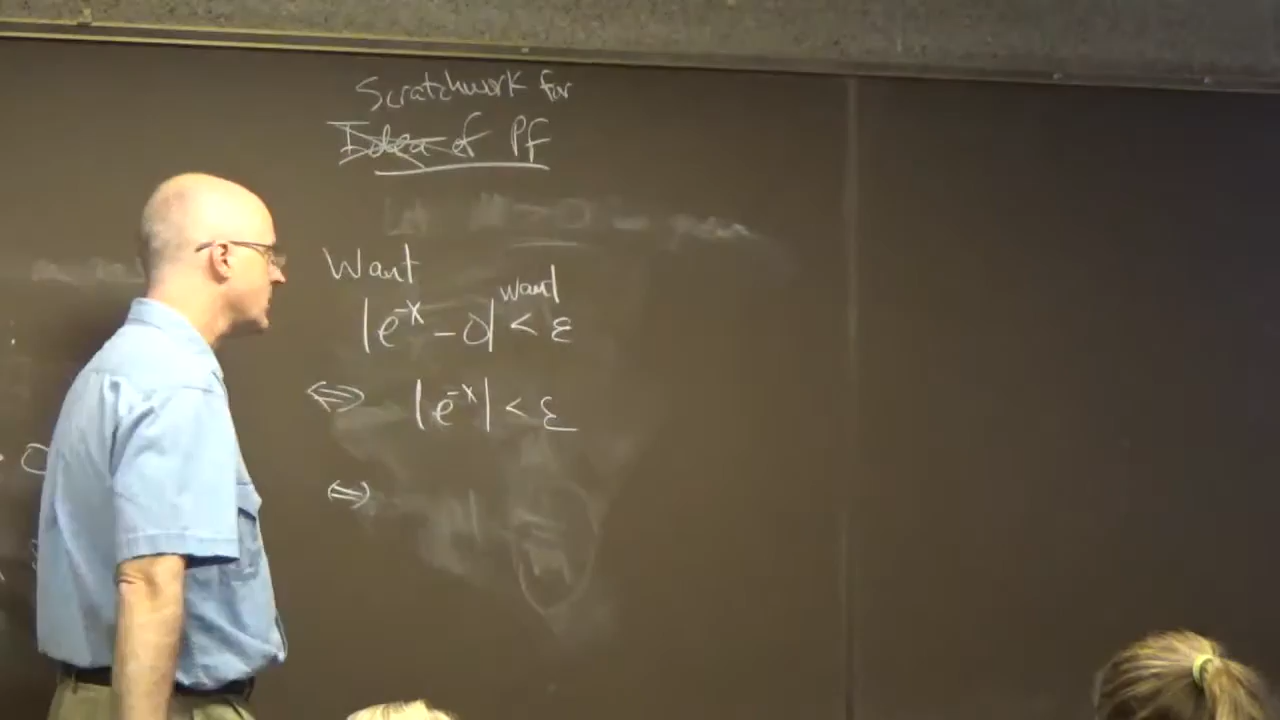 Scratchwork for
Idea of Pf
Want
want
|e^{-x} - 0| < ε
⇔ |e^{-x}| < ε
⇔